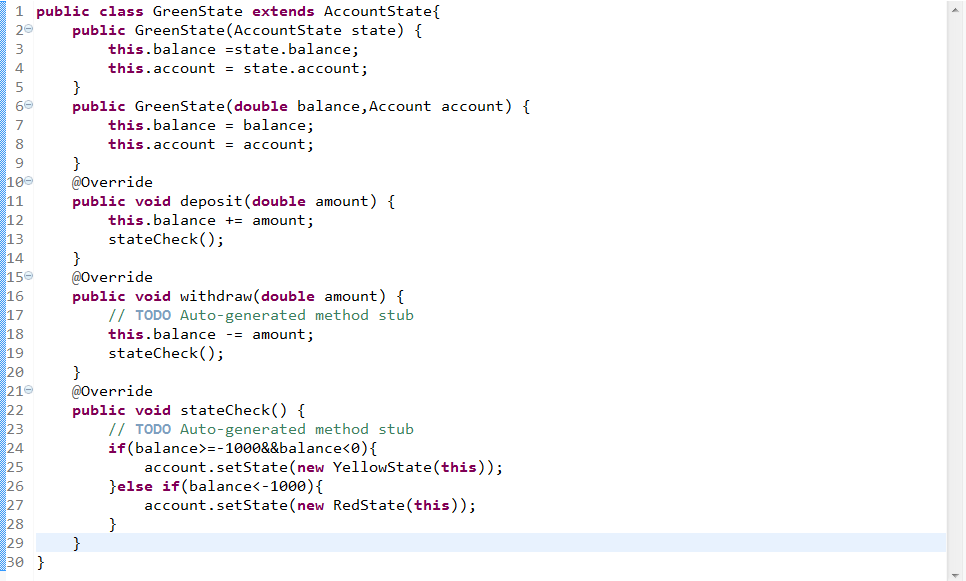 1 public class GreenState extends AccountState{
2 public GreenState(AccountState state) {
3 this.balance =state.balance;
4 this.account = state.account;
5 }
6 public GreenState(double balance,Account account) {
7 this.balance = balance;
8 this.account = account;
9 }
10 @Override
11 public void deposit(double amount) {
12 this.balance += amount;
13 stateCheck();
14 }
15 @Override
16 public void withdraw(double amount) {
17 // TODO Auto-generated method stub
18 this.balance -= amount;
19 stateCheck();
20 }
21 @Override
22 public void stateCheck() {
23 // TODO Auto-generated method stub
24 if(balance>=-1000&&balance<0){
25 account.setState(new YellowState(this));
26 }else if(balance<-1000){
27 account.setState(new RedState(this));
28 }
29 }
30 }